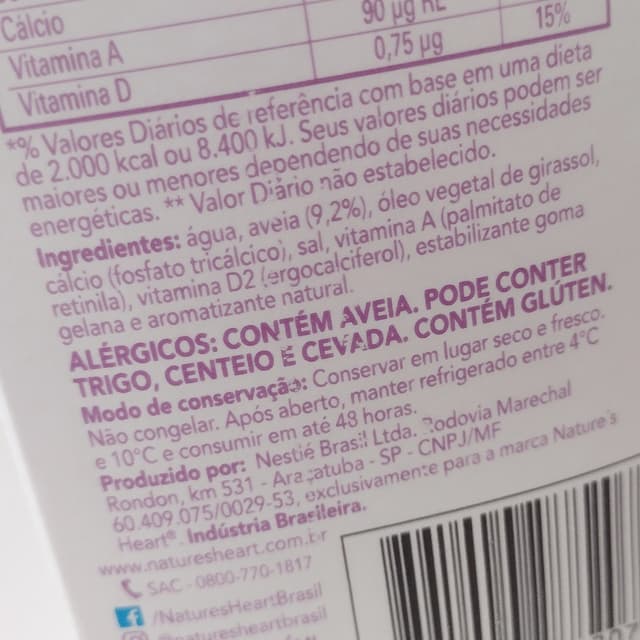 Cálcio
Vitamina A 90 µg RE 15%
Vitamina D 0,75 µg
*% Valores Diários de referência com base em uma dieta
de 2.000 kcal ou 8.400 kJ. Seus valores diários podem ser
maiores ou menores dependendo de suas necessidades
energéticas. ** Valor Diário não estabelecido.
Ingredientes: água, aveia (9,2%), óleo vegetal de girassol,
cálcio (fosfato tricálcico), sal, vitamina A (palmitato de
retinila), vitamina D2 (ergocalciferol), estabilizante goma
gelana e aromatizante natural.
ALÉRGICOS: CONTÉM AVEIA. PODE CONTER
TRIGO, CENTEIO E CEVADA. CONTÉM GLÚTEN.
Modo de conservação: Conservar em lugar seco e fresco.
Não congelar. Após aberto, manter refrigerado entre 4°C
e 10°C e consumir em até 48 horas.
Produzido por: Nestlé Brasil Ltda. Rodovia Marechal
Rondon, km 531 - Araçatuba - SP - CNPJ/MF
60.409.075/0029-53, exclusivamente para a marca Nature's
Heart® Indústria Brasileira.
www.naturesheart.com.br
SAC - 0800-770-1817
/NaturesHeartBrasil
@naturesheartbrasil